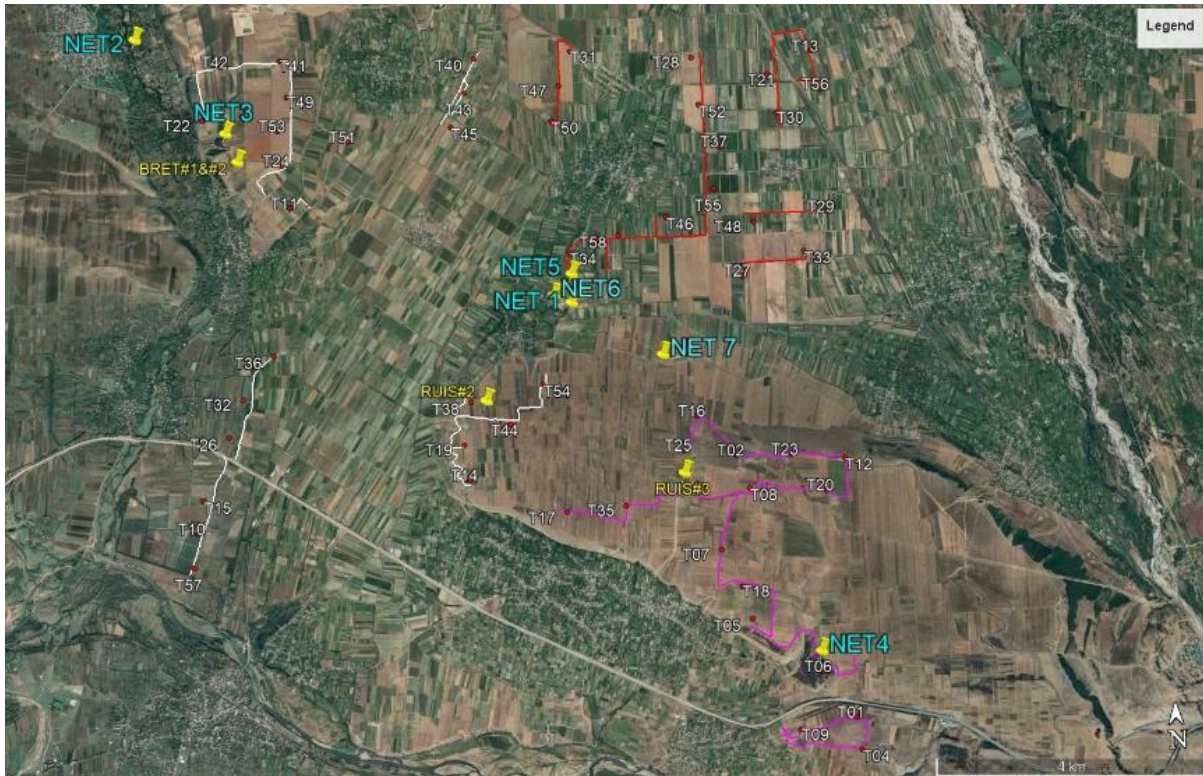 Legend
NET2
T42
T41
T40
T31
T28
T13
T21
T56
T47
T43
T49
T52
T30
T22
NET3
T53
T45
T50
T51
T37
BRET#1&#2
T24
T11
T55
T29
T46
T48
T58
T34
T33
T27
NET5
NET6
NET 1
NET 7
T36
RUIS#2
T54
T32
T38
T16
T44
T26
T19
T25
T02
T23
T12
T14
RUIS#3
T08
T20
T15
T17
T35
T10
T07
T57
T18
T05
NET4
T06
T01
T09
T04
N
4 km